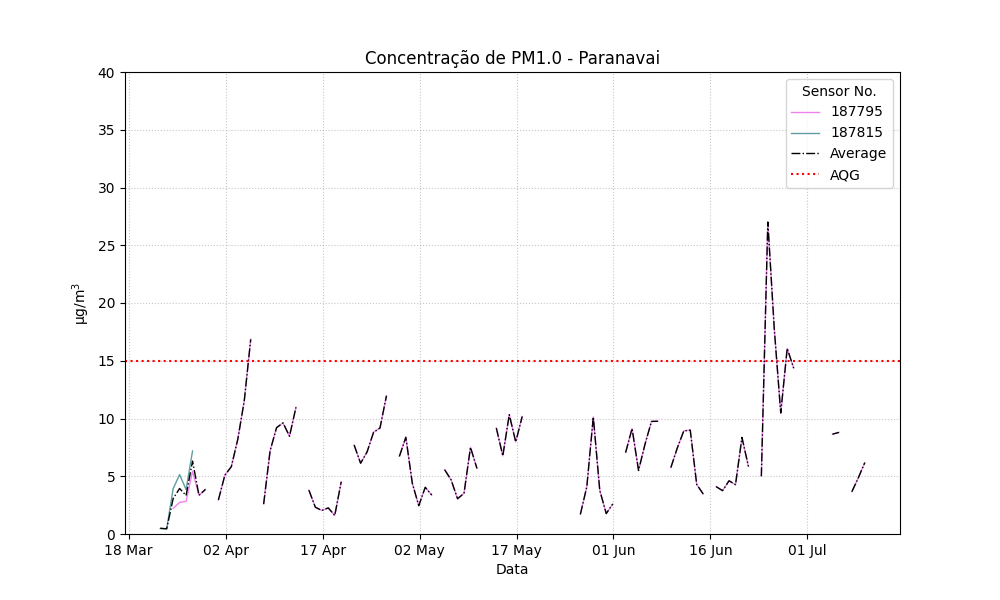 Concentração de PM1.0 - Paranavai
40
35
30
25
20
15
10
5
0
µg/m³
Sensor No.
187795
187815
Average
AQG
18 Mar
02 Apr
17 Apr
02 May
17 May
01 Jun
16 Jun
01 Jul
Data